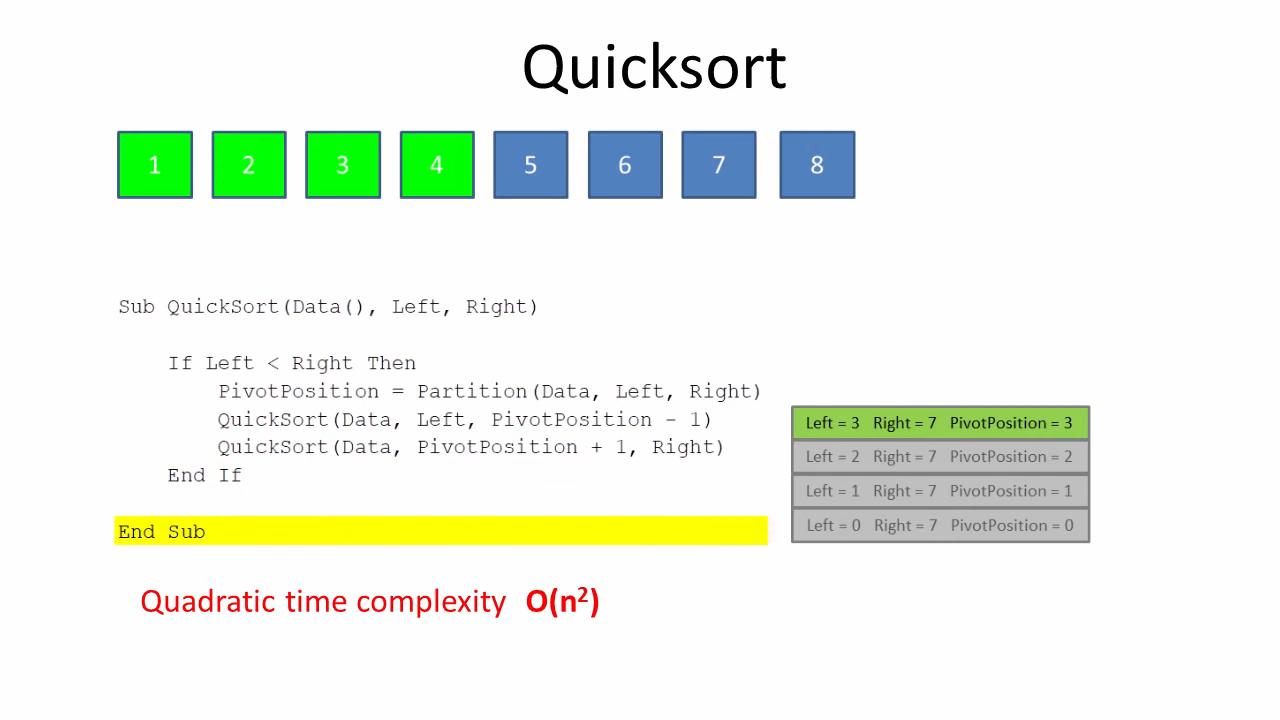 Quicksort
1 2 3 4 5 6 7 8
Sub QuickSort(Data(), Left, Right)
If Left < Right Then
PivotPosition = Partition(Data, Left, Right)
QuickSort(Data, Left, PivotPosition - 1)
QuickSort(Data, PivotPosition + 1, Right)
End If
End Sub
Left = 3 Right = 7 PivotPosition = 3
Left = 2 Right = 7 PivotPosition = 2
Left = 1 Right = 7 PivotPosition = 1
Left = 0 Right = 7 PivotPosition = 0
Quadratic time complexity O(n²)